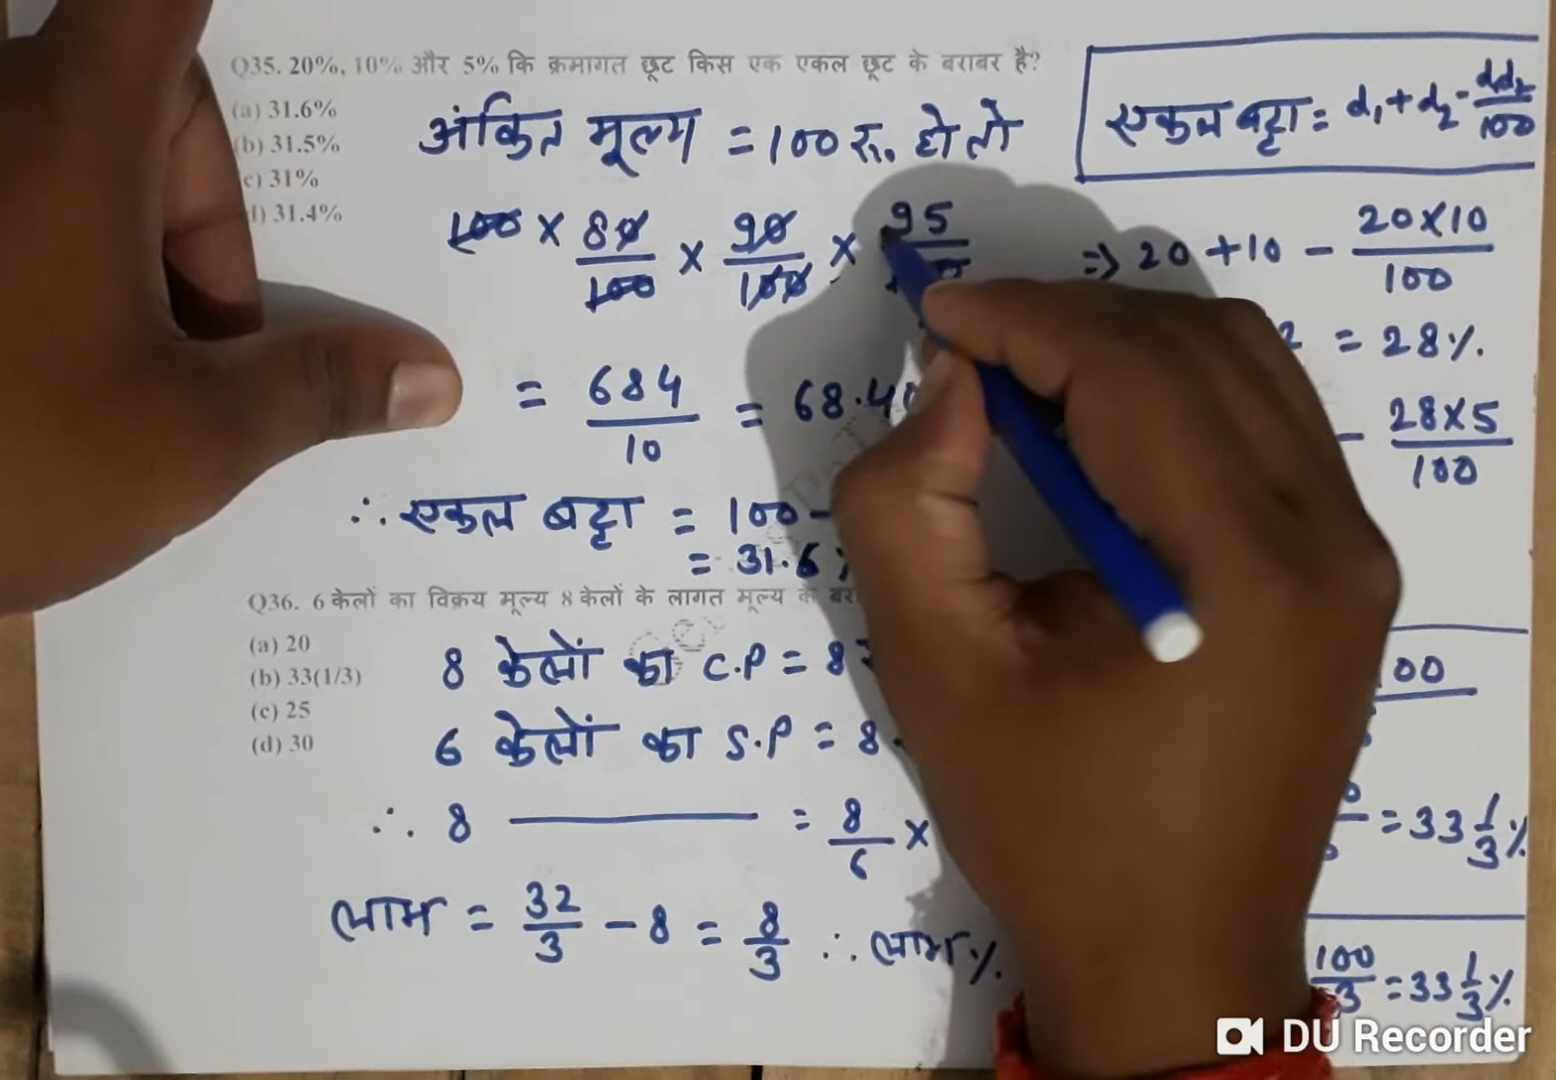 Q35. 20%, 10% और 5% कि क्रमागत छूट किस एक एकल छूट के बराबर है?
(a) 31.6%
(b) 31.5%
c) 31%
d) 31.4%
अंकित मूल्य = 100 रु. हो तो
एकल बट्टा = d₁ + d₂ - d₁d₂/100
100 × 80/100 × 90/100 × 95
⇒ 20 + 10 - 20×10/100
2 = 28%
= 684/10 = 68.40
- 28×5/100
∴ एकल बट्टा = 100 -
= 31.6%
Q36. 6 केलों का विक्रय मूल्य 8 केलों के लागत मूल्य के
(a) 20
(b) 33(1/3)
(c) 25
(d) 30
8 केलों का C.P = 8
6 केलों का S.P = 8
∴ 8 ——— = 8/6 ×
00
= 33 1/3 %
लाभ = 32/3 - 8 = 8/3 ∴ लाभ%
100/3 = 33 1/3 %
DU Recorder